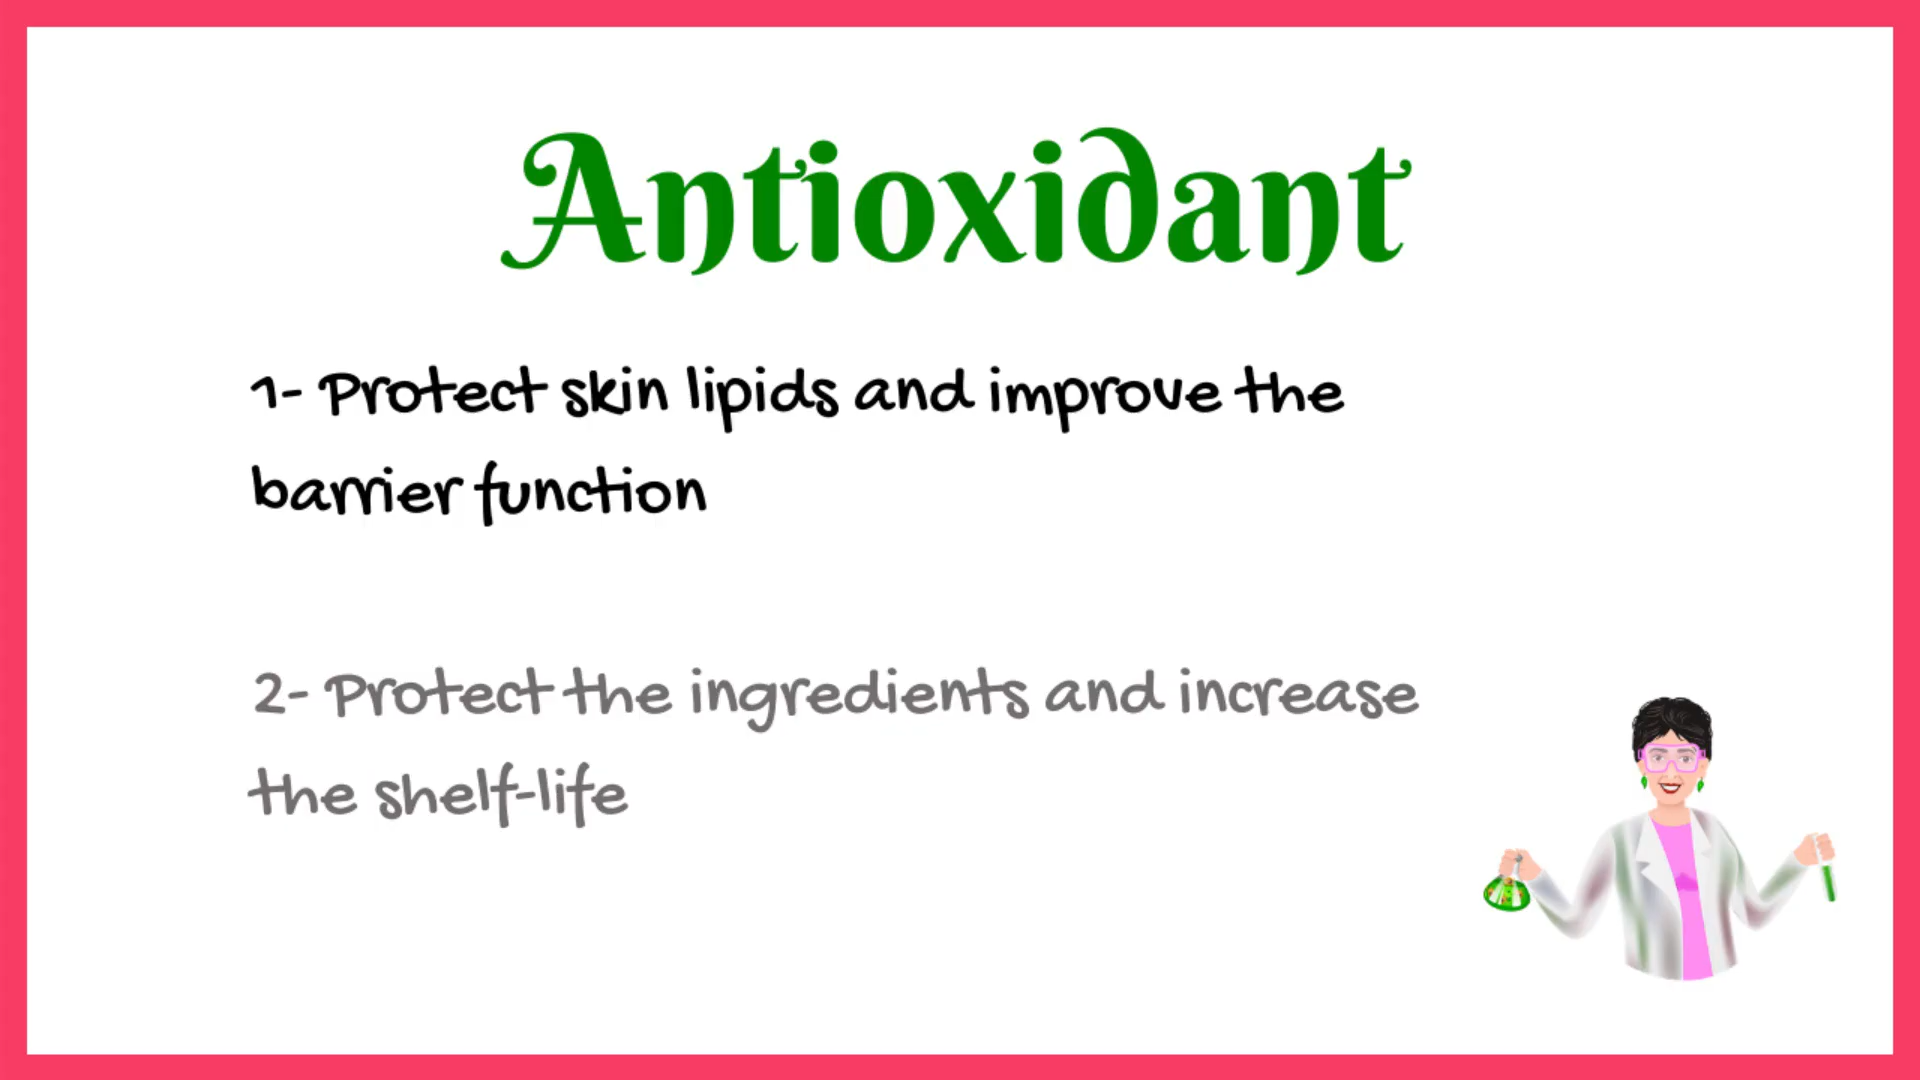 Antioxidant
1- Protect skin lipids and improve the
barrier function
2- Protect the ingredients and increase
the shelf-life